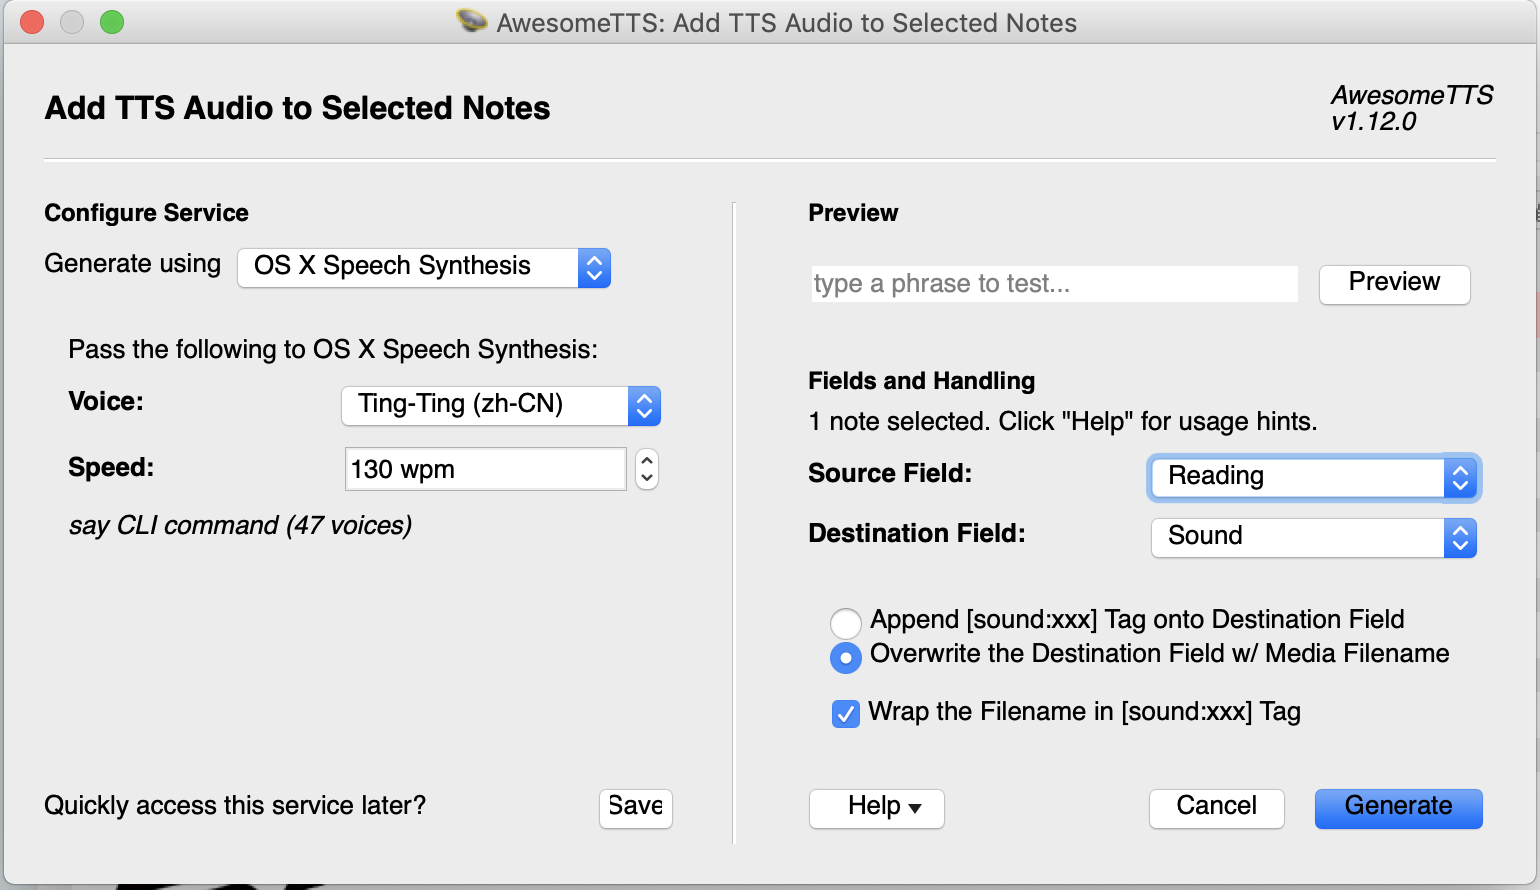 AwesomeTTS: Add TTS Audio to Selected Notes
Add TTS Audio to Selected Notes
AwesomeTTS
v1.12.0
Configure Service
Generate using
OS X Speech Synthesis
Pass the following to OS X Speech Synthesis:
Voice:
Ting-Ting (zh-CN)
Speed:
130 wpm
say CLI command (47 voices)
Quickly access this service later?
Save
Preview
type a phrase to test...
Preview
Fields and Handling
1 note selected. Click "Help" for usage hints.
Source Field:
Reading
Destination Field:
Sound
Append [sound:xxx] Tag onto Destination Field
Overwrite the Destination Field w/ Media Filename
Wrap the Filename in [sound:xxx] Tag
Help
Cancel
Generate